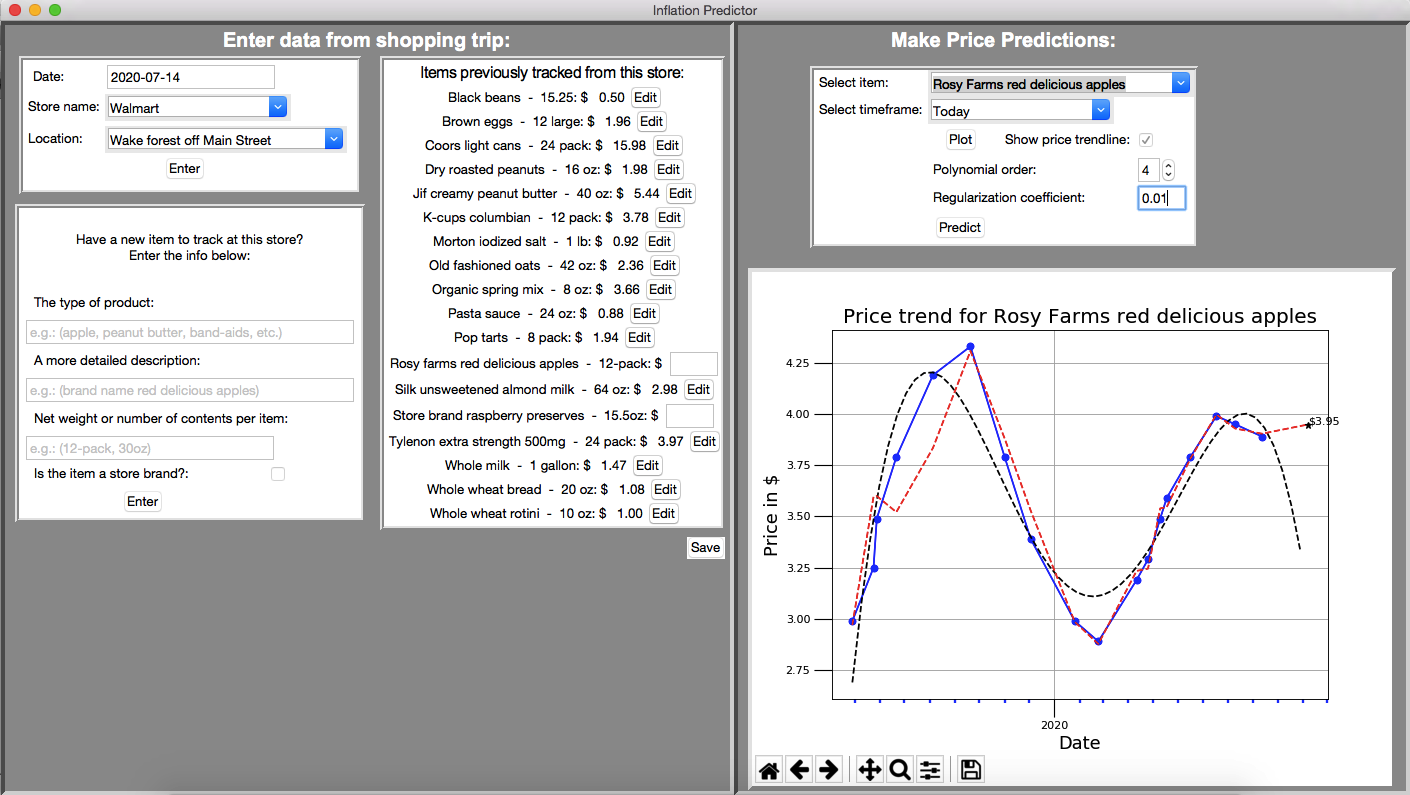 Inflation Predictor
Enter data from shopping trip:
Date: 2020-07-14
Store name: Walmart
Location: Wake forest off Main Street
Enter
Have a new item to track at this store?
Enter the info below:
The type of product:
e.g.: (apple, peanut butter, band-aids, etc.)
A more detailed description:
e.g.: (brand name red delicious apples)
Net weight or number of contents per item:
e.g.: (12-pack, 30oz)
Is the item a store brand?:
Enter
Items previously tracked from this store:
Black beans - 15.25: $ 0.50 Edit
Brown eggs - 12 large: $ 1.96 Edit
Coors light cans - 24 pack: $ 15.98 Edit
Dry roasted peanuts - 16 oz: $ 1.98 Edit
Jif creamy peanut butter - 40 oz: $ 5.44 Edit
K-cups columbian - 12 pack: $ 3.78 Edit
Morton iodized salt - 1 lb: $ 0.92 Edit
Old fashioned oats - 42 oz: $ 2.36 Edit
Organic spring mix - 8 oz: $ 3.66 Edit
Pasta sauce - 24 oz: $ 0.88 Edit
Pop tarts - 8 pack: $ 1.94 Edit
Rosy farms red delicious apples - 12-pack: $
Silk unsweetened almond milk - 64 oz: $ 2.98 Edit
Store brand raspberry preserves - 15.5oz: $
Tylenon extra strength 500mg - 24 pack: $ 3.97 Edit
Whole milk - 1 gallon: $ 1.47 Edit
Whole wheat bread - 20 oz: $ 1.08 Edit
Whole wheat rotini - 10 oz: $ 1.00 Edit
Save
Make Price Predictions:
Select item: Rosy Farms red delicious apples
Select timeframe: Today
Plot Show price trendline:
Polynomial order: 4
Regularization coefficient: 0.01
Predict
Price trend for Rosy Farms red delicious apples
4.25
4.00
3.75
3.50
3.25
3.00
2.75
Price in $
$3.95
2020
Date